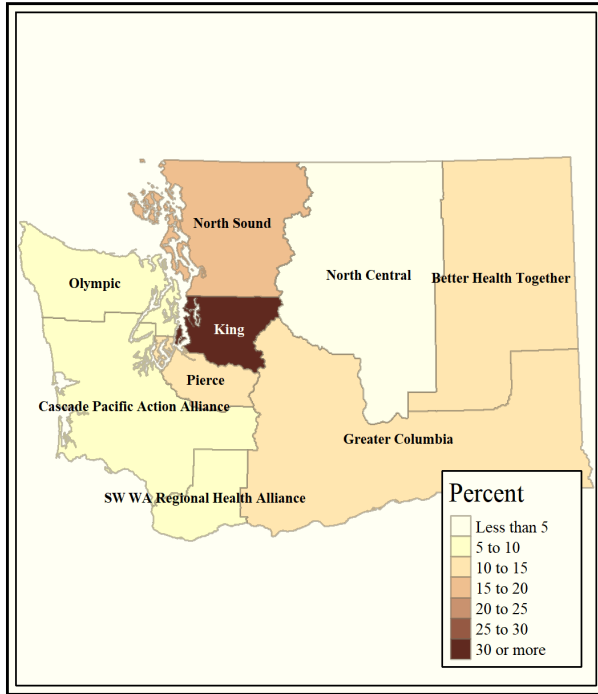 North Sound
North Central
Better Health Together
Olympic
King
Pierce
Cascade Pacific Action Alliance
Greater Columbia
SW WA Regional Health Alliance
Percent
Less than 5
5 to 10
10 to 15
15 to 20
20 to 25
25 to 30
30 or more